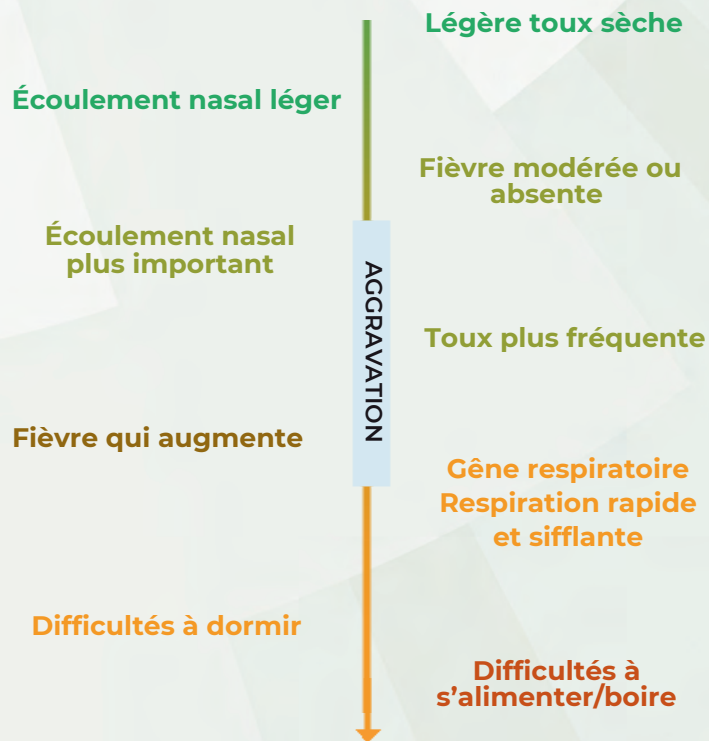 Légère toux sèche
Écoulement nasal léger
Fièvre modérée ou
absente
Écoulement nasal
plus important
AGGRAVATION
Toux plus fréquente
Fièvre qui augmente
Gêne respiratoire
Respiration rapide
et sifflante
Difficultés à dormir
Difficultés à
s’alimenter/boire